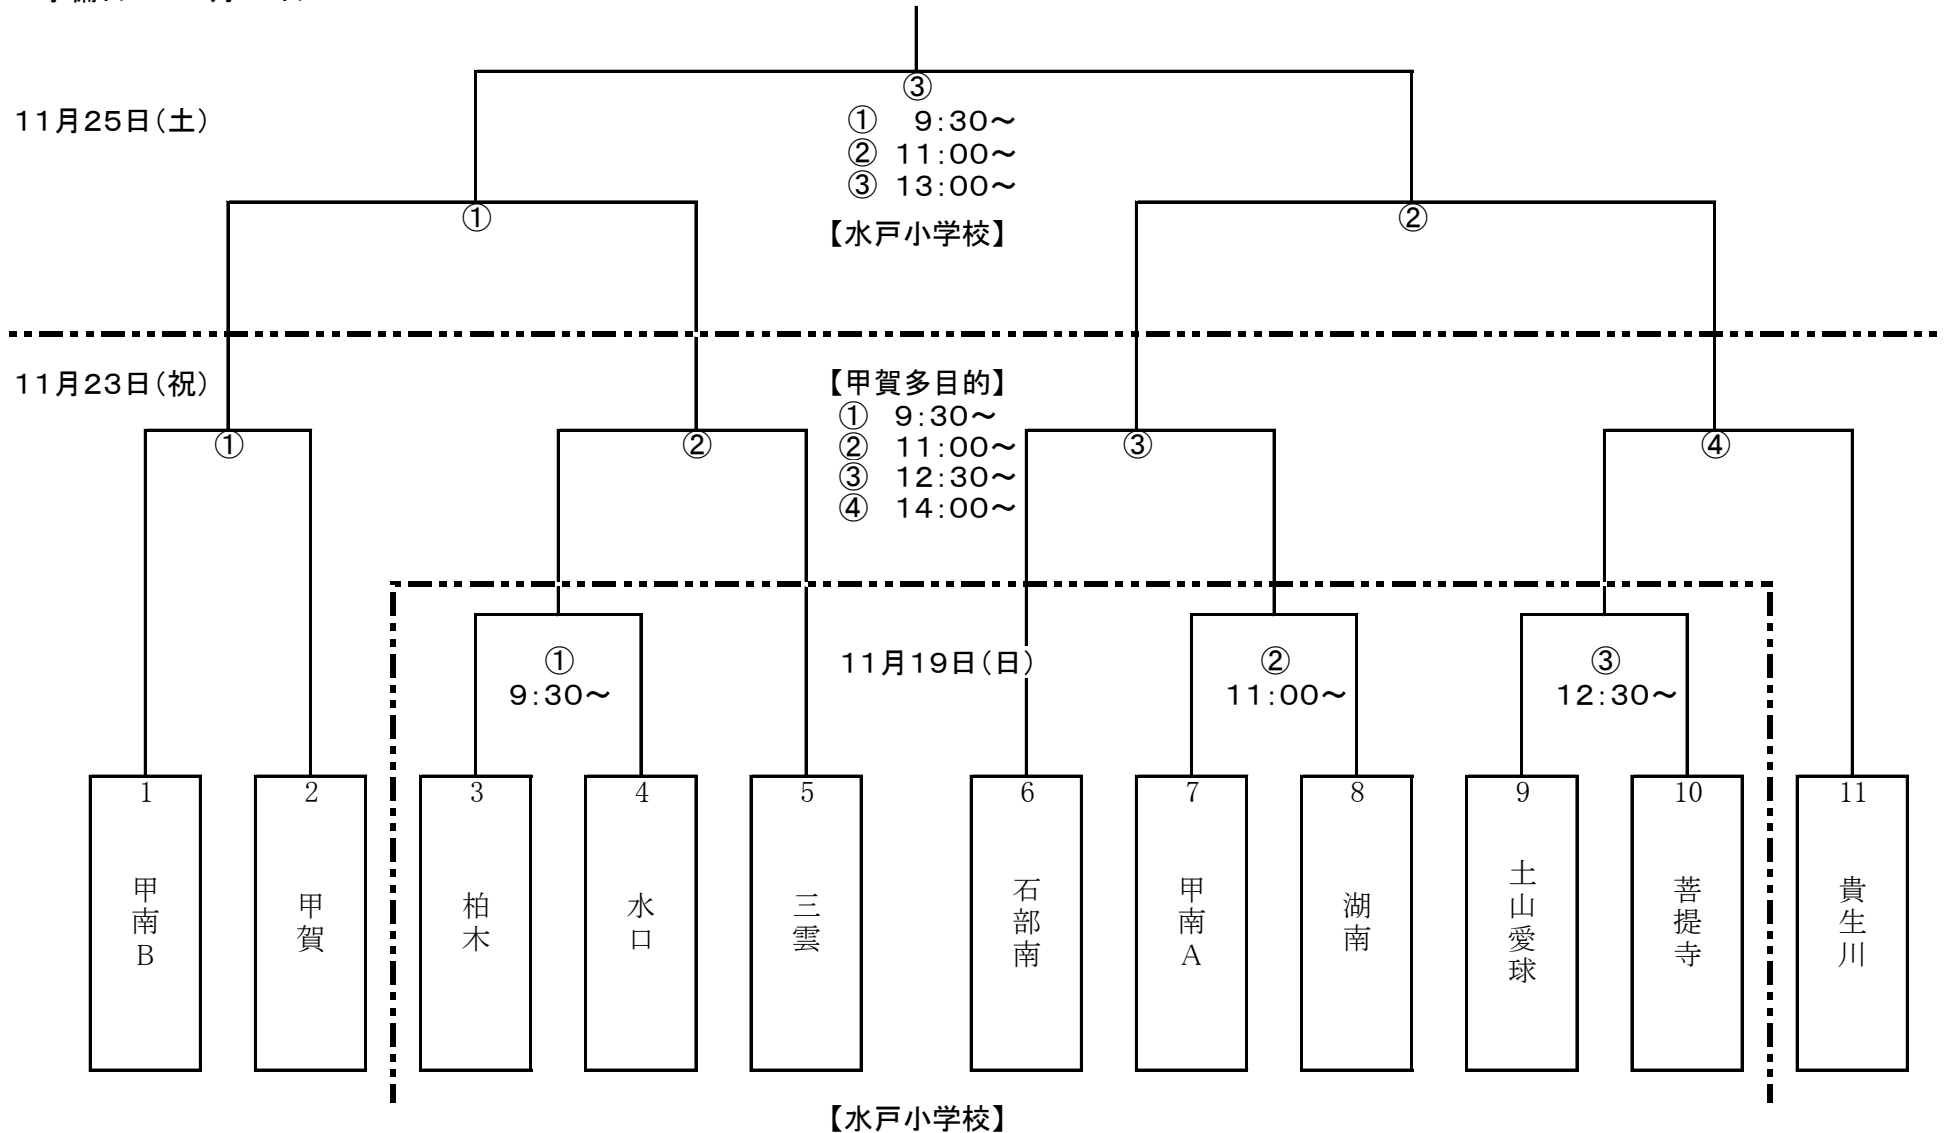 ③
11月25日(土)
① 9:30～
② 11:00～
③ 13:00～
①
②
【水戸小学校】
11月23日(祝)
【甲賀多目的】
① 9:30～
② 11:00～
③ 12:30～
④ 14:00～
①
②
③
④
11月19日(日)
①
9:30～
②
11:00～
③
12:30～
1
甲南B
2
甲賀
3
柏木
4
水口
5
三雲
6
石部南
7
甲南A
8
湖南
9
土山愛球
10
菩提寺
11
貴生川
【水戸小学校】